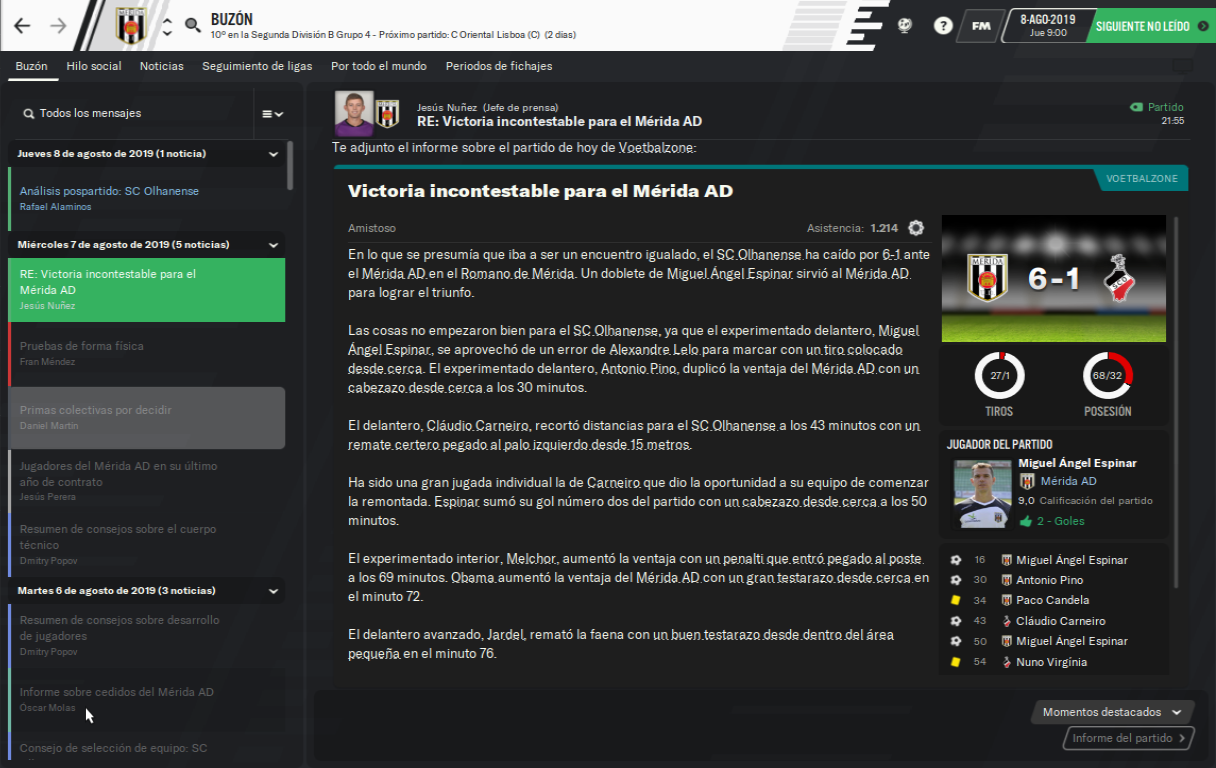 BUZÓN
10º en la Segunda División B Grupo 4 - Próximo partido: C Oriental Lisboa (C) (2 días)
?
FM
8-AGO-2019
Jue 9:00
SIGUIENTE NO LEÍDO
Buzón
Hilo social
Noticias
Seguimiento de ligas
Por todo el mundo
Periodos de fichajes
Todos los mensajes
Jueves 8 de agosto de 2019 (1 noticia)
Análisis pospartido: SC Olhanense
Rafael Alaminos
Miércoles 7 de agosto de 2019 (5 noticias)
RE: Victoria incontestable para el
Mérida AD
Jesús Nuñez
Pruebas de forma física
Fran Méndez
Primas colectivas por decidir
Daniel Martín
Jugadores del Mérida AD en su último
año de contrato
Jesús Perera
Resumen de consejos sobre el cuerpo
técnico
Dmitry Popov
Martes 6 de agosto de 2019 (3 noticias)
Resumen de consejos sobre desarrollo
de jugadores
Dmitry Popov
Informe sobre cedidos del Mérida AD
Óscar Molas
Consejo de selección de equipo: SC
Jesús Nuñez (Jefe de prensa)
RE: Victoria incontestable para el Mérida AD
Partido
21:55
Te adjunto el informe sobre el partido de hoy de Voetbalzone:
VOETBALZONE
Victoria incontestable para el Mérida AD
Amistoso
Asistencia: 1.214
En lo que se presumía que iba a ser un encuentro igualado, el SC Olhanense ha caído por 6-1 ante
el Mérida AD en el Romano de Mérida. Un doblete de Miguel Ángel Espinar sirvió al Mérida AD
para lograr el triunfo.
Las cosas no empezaron bien para el SC Olhanense, ya que el experimentado delantero, Miguel
Ángel Espinar, se aprovechó de un error de Alexandre Lelo para marcar con un tiro colocado
desde cerca. El experimentado delantero, Antonio Pino, duplicó la ventaja del Mérida AD con un
cabezazo desde cerca a los 30 minutos.
El delantero, Cláudio Carneiro, recortó distancias para el SC Olhanense a los 43 minutos con un
remate certero pegado al palo izquierdo desde 15 metros.
Ha sido una gran jugada individual la de Carneiro que dio la oportunidad a su equipo de comenzar
la remontada. Espinar sumó su gol número dos del partido con un cabezazo desde cerca a los 50
minutos.
El experimentado interior, Melchor, aumentó la ventaja con un penalti que entró pegado al poste
a los 69 minutos. Obama aumentó la ventaja del Mérida AD con un gran testarazo desde cerca en
el minuto 72.
El delantero avanzado, Jardel, remató la faena con un buen testarazo desde dentro del área
pequeña en el minuto 76.
MÉRIDA
6-1
27/1
TIROS
68/32
POSESIÓN
JUGADOR DEL PARTIDO
Miguel Ángel Espinar
Mérida AD
9,0 Calificación del partido
2 - Goles
16 Miguel Ángel Espinar
30 Antonio Pino
34 Paco Candela
43 Cláudio Carneiro
50 Miguel Ángel Espinar
54 Nuno Virgínia
Momentos destacados
Informe del partido